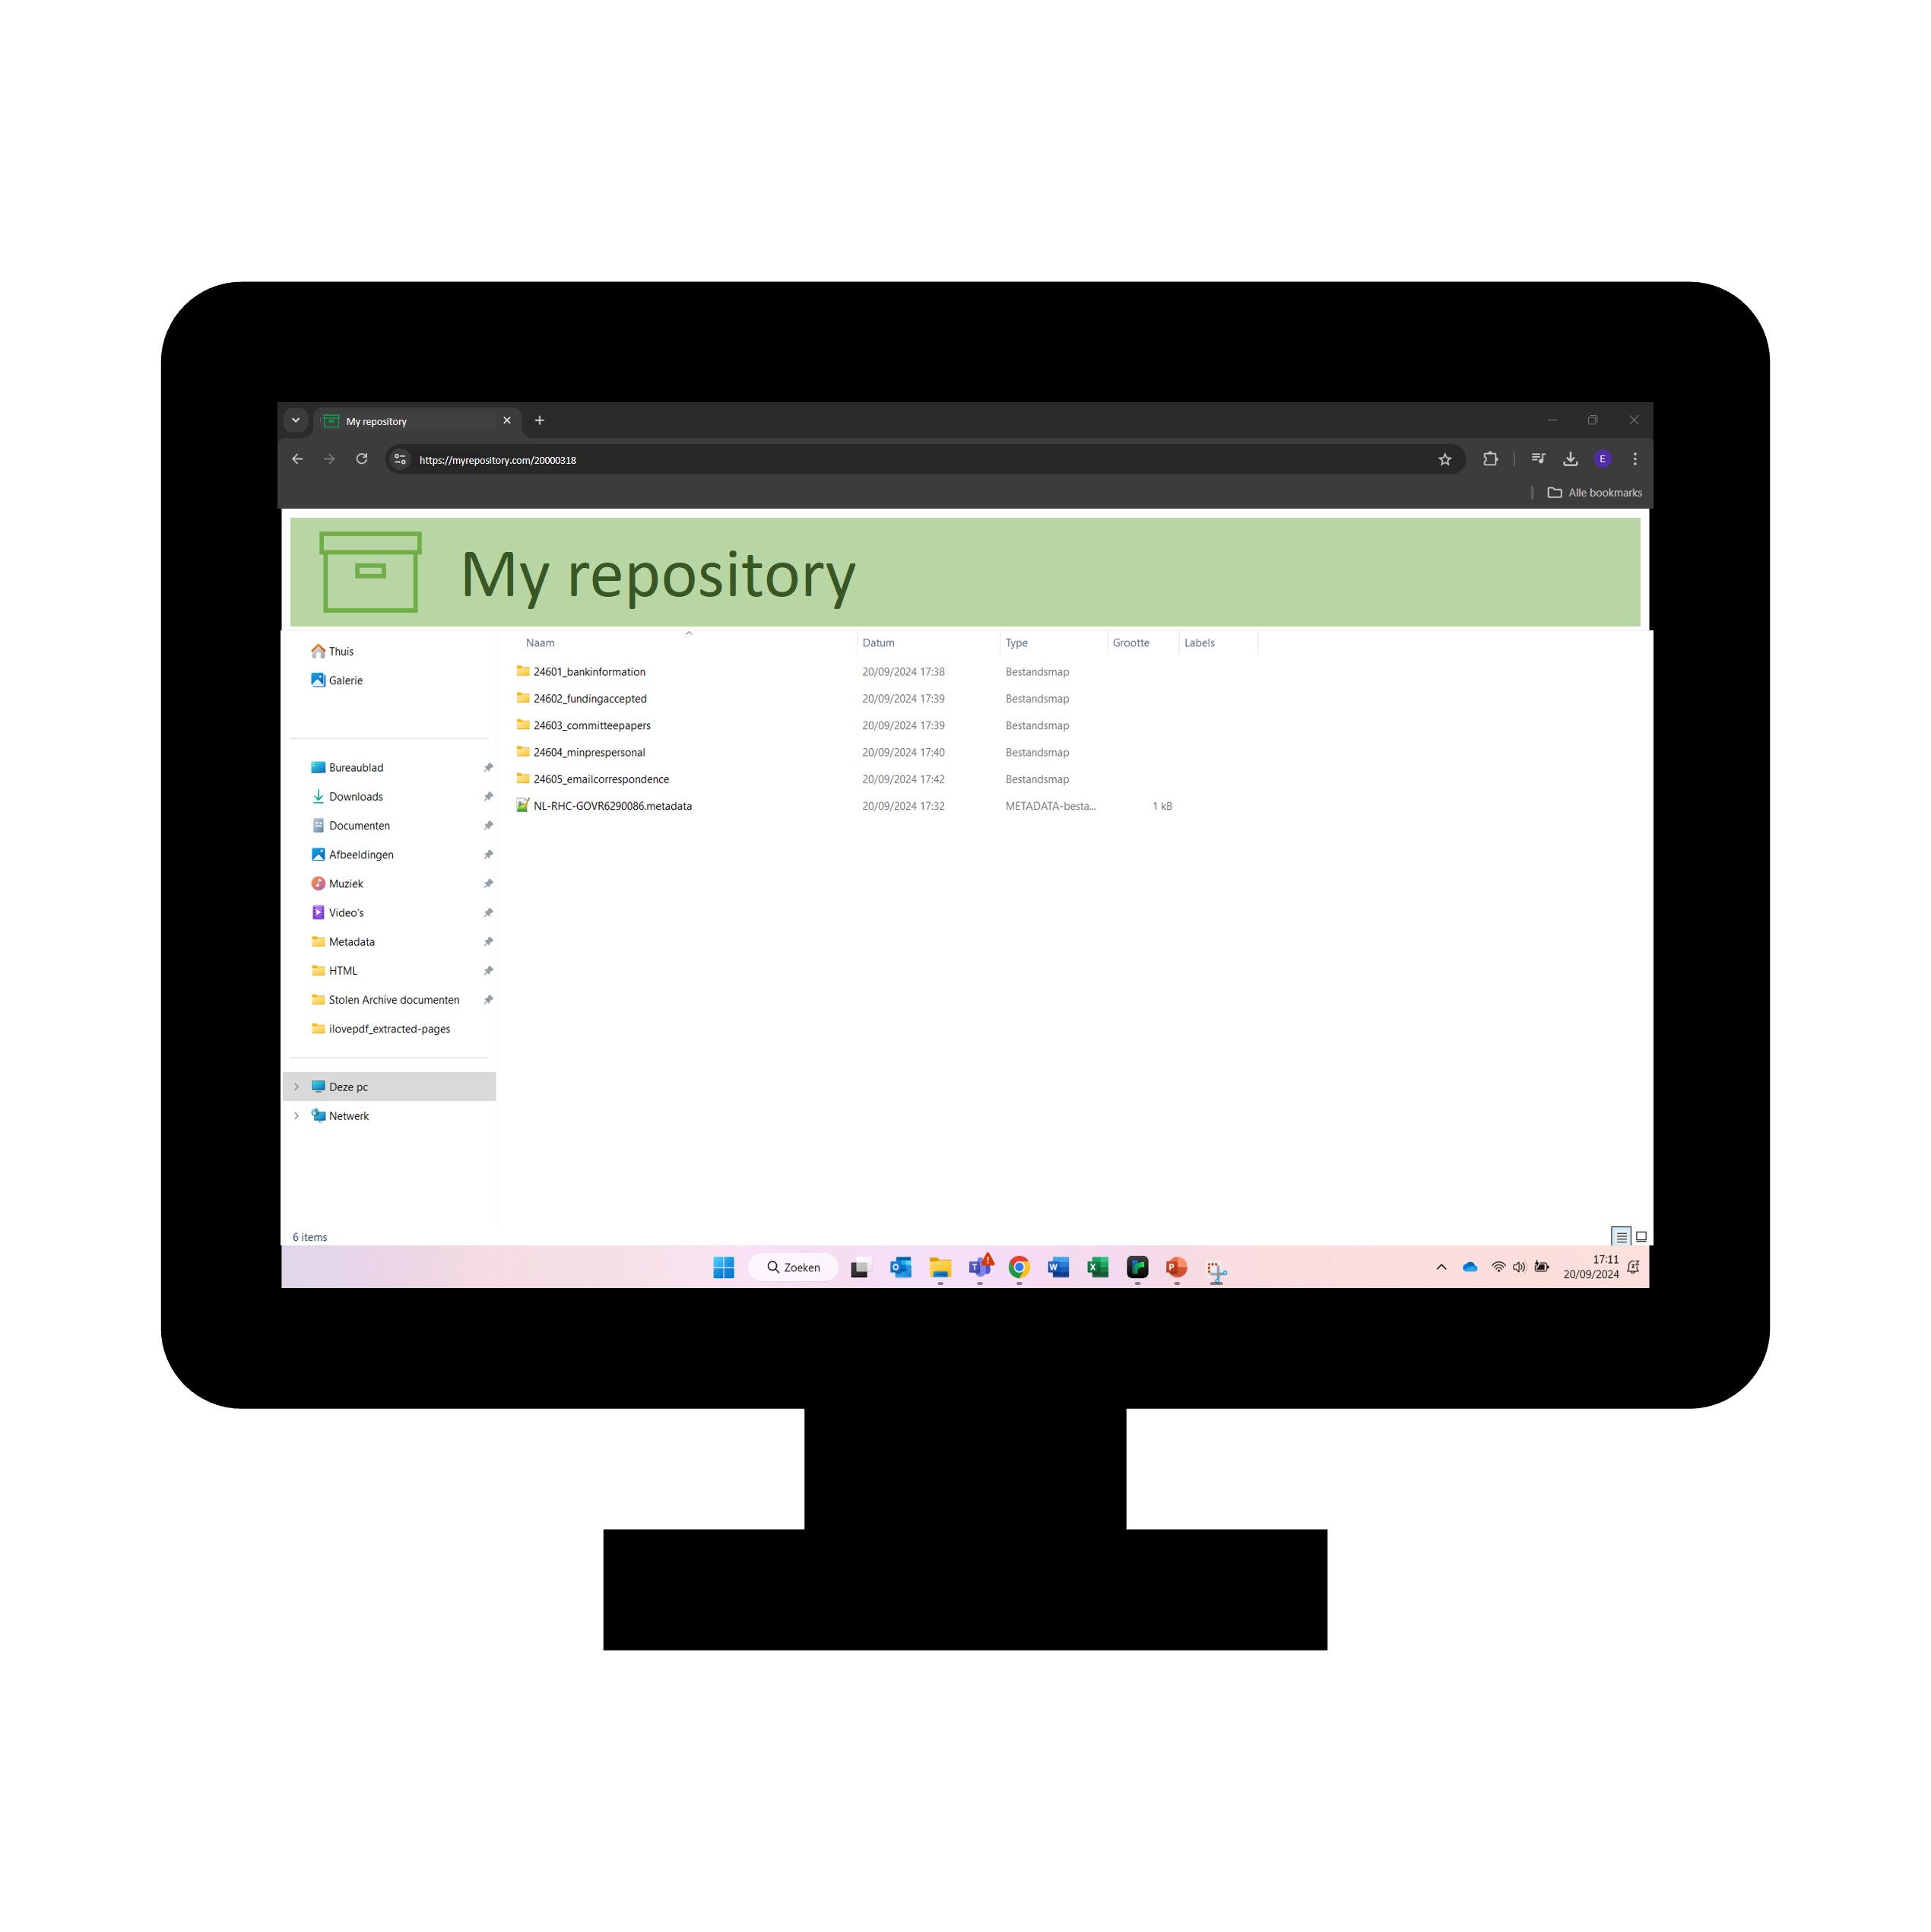 My repository
https://myrepository.com/20000318
E
Alle bookmarks
My repository
Naam Datum Type Grootte Labels
Thuis
Galerie
24601_bankinformation 20/09/2024 17:38 Bestandsmap
24602_fundingaccepted 20/09/2024 17:39 Bestandsmap
24603_committeepapers 20/09/2024 17:39 Bestandsmap
24604_minprespersonal 20/09/2024 17:40 Bestandsmap
24605_emailcorrespondence 20/09/2024 17:42 Bestandsmap
NL-RHC-GOVR6290086.metadata 20/09/2024 17:32 METADATA-besta... 1 kB
Bureaublad
Downloads
Documenten
Afbeeldingen
Muziek
Video's
Metadata
HTML
Stolen Archive documenten
ilovepdf_extracted-pages
Deze pc
Netwerk
6 items
Zoeken
17:11
20/09/2024